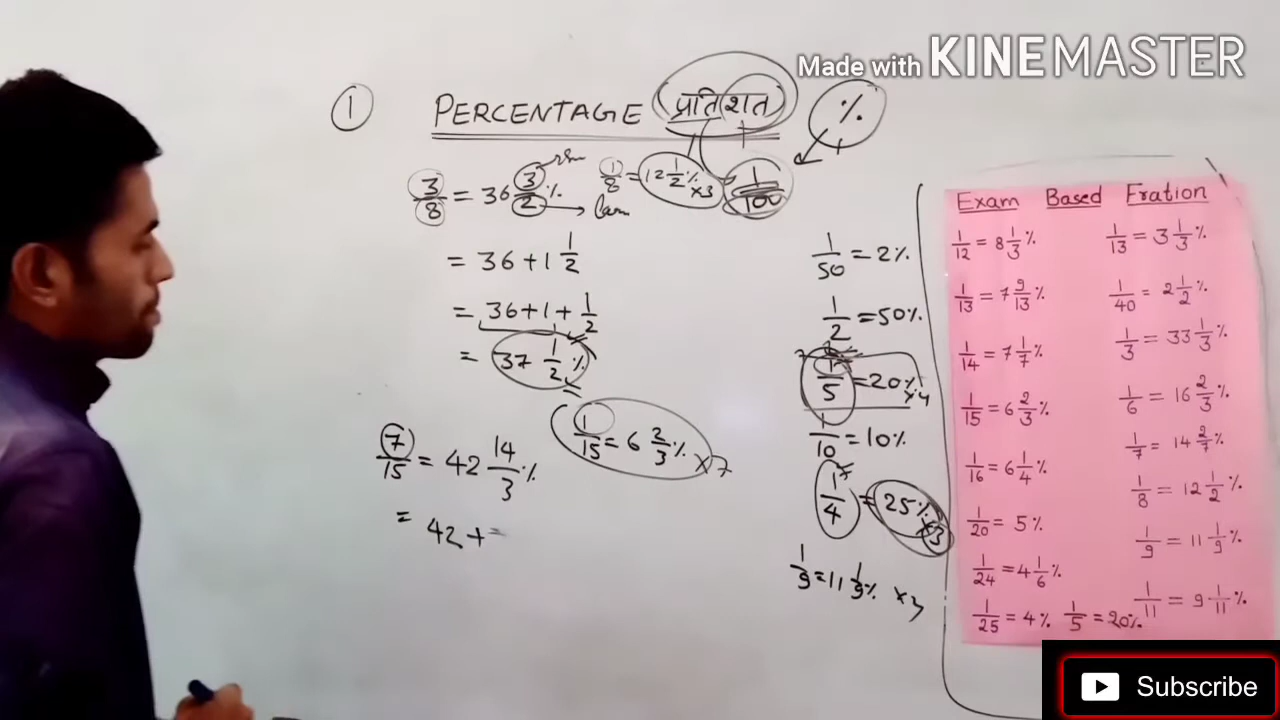 Made with KINEMASTER
① PERCENTAGE (प्रतिशत) %
3/8 = 36 3/2 %
1/8 = 12 1/2 % ×3
1/100
= 36 + 1 1/2
= 36 + 1 + 1/2
= 37 1/2 %
7/15 = 42 14/3 %
= 42 +
1/15 = 6 2/3 % ×7
1/50 = 2%
1/2 = 50%
1/5 = 20% ×4
1/10 = 10%
1/4 = 25% ×3
1/9 = 11 1/9 % ×3
Exam Based Fration
1/12 = 8 1/3 %
1/13 = 7 9/13 %
1/14 = 7 1/7 %
1/15 = 6 2/3 %
1/16 = 6 1/4 %
1/20 = 5%
1/24 = 4 1/6 %
1/25 = 4% 1/5 = 20%
1/13 = 3 1/3 %
1/40 = 2 1/2 %
1/3 = 33 1/3 %
1/6 = 16 2/3 %
1/7 = 14 2/7 %
1/8 = 12 1/2 %
1/9 = 11 1/9 %
1/11 = 9 1/11 %
Subscribe